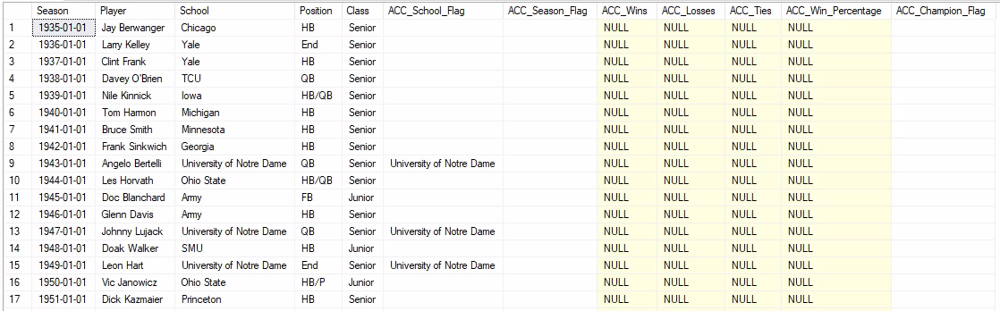 Season Player School Position Class ACC_School_Flag ACC_Season_Flag ACC_Wins ACC_Losses ACC_Ties ACC_Win_Percentage ACC_Champion_Flag
1 1935-01-01 Jay Berwanger Chicago HB Senior NULL NULL NULL NULL
2 1936-01-01 Larry Kelley Yale End Senior NULL NULL NULL NULL
3 1937-01-01 Clint Frank Yale HB Senior NULL NULL NULL NULL
4 1938-01-01 Davey O'Brien TCU QB Senior NULL NULL NULL NULL
5 1939-01-01 Nile Kinnick Iowa HB/QB Senior NULL NULL NULL NULL
6 1940-01-01 Tom Harmon Michigan HB Senior NULL NULL NULL NULL
7 1941-01-01 Bruce Smith Minnesota HB Senior NULL NULL NULL NULL
8 1942-01-01 Frank Sinkwich Georgia HB Senior NULL NULL NULL NULL
9 1943-01-01 Angelo Bertelli University of Notre Dame QB Senior University of Notre Dame NULL NULL NULL NULL
10 1944-01-01 Les Horvath Ohio State HB/QB Senior NULL NULL NULL NULL
11 1945-01-01 Doc Blanchard Army FB Junior NULL NULL NULL NULL
12 1946-01-01 Glenn Davis Army HB Senior NULL NULL NULL NULL
13 1947-01-01 Johnny Lujack University of Notre Dame QB Senior University of Notre Dame NULL NULL NULL NULL
14 1948-01-01 Doak Walker SMU HB Junior NULL NULL NULL NULL
15 1949-01-01 Leon Hart University of Notre Dame End Senior University of Notre Dame NULL NULL NULL NULL
16 1950-01-01 Vic Janowicz Ohio State HB/P Junior NULL NULL NULL NULL
17 1951-01-01 Dick Kazmaier Princeton HB Senior NULL NULL NULL NULL